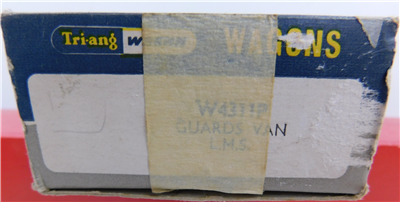 Tri-ang WRENN WAGONS
W4311P
GUARDS VAN
L.M.S.